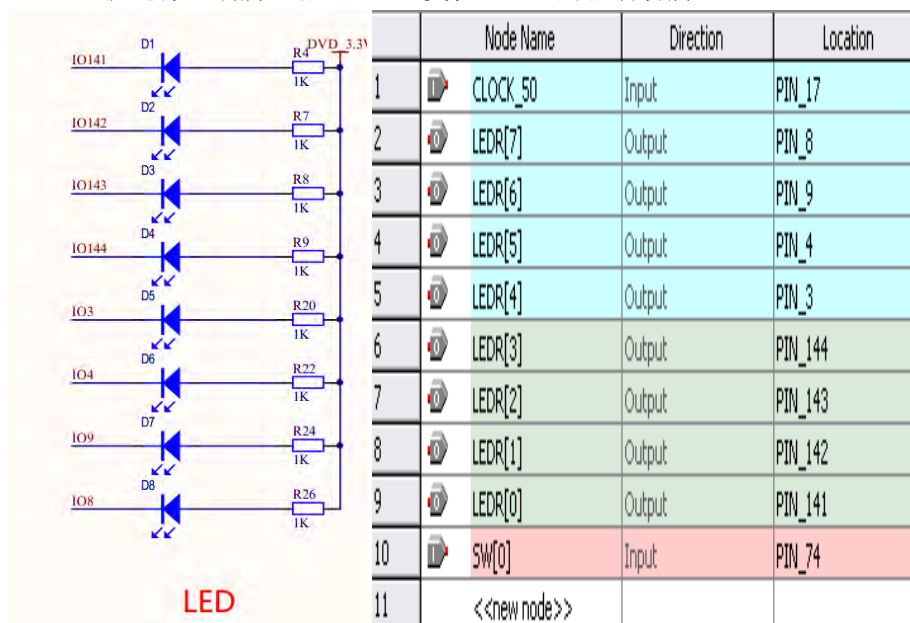 DVD_3.3V
IO141
D1
R4
1K
IO142
D2
R7
1K
IO143
D3
R8
1K
IO144
D4
R9
1K
IO3
D5
R20
1K
IO4
D6
R22
1K
IO9
D7
R24
1K
IO8
D8
R26
1K
LED
Node Name Direction Location
1 CLOCK_50 Input PIN_17
2 LEDR[7] Output PIN_8
3 LEDR[6] Output PIN_9
4 LEDR[5] Output PIN_4
5 LEDR[4] Output PIN_3
6 LEDR[3] Output PIN_144
7 LEDR[2] Output PIN_143
8 LEDR[1] Output PIN_142
9 LEDR[0] Output PIN_141
10 SW[0] Input PIN_74
11 <<new node>>